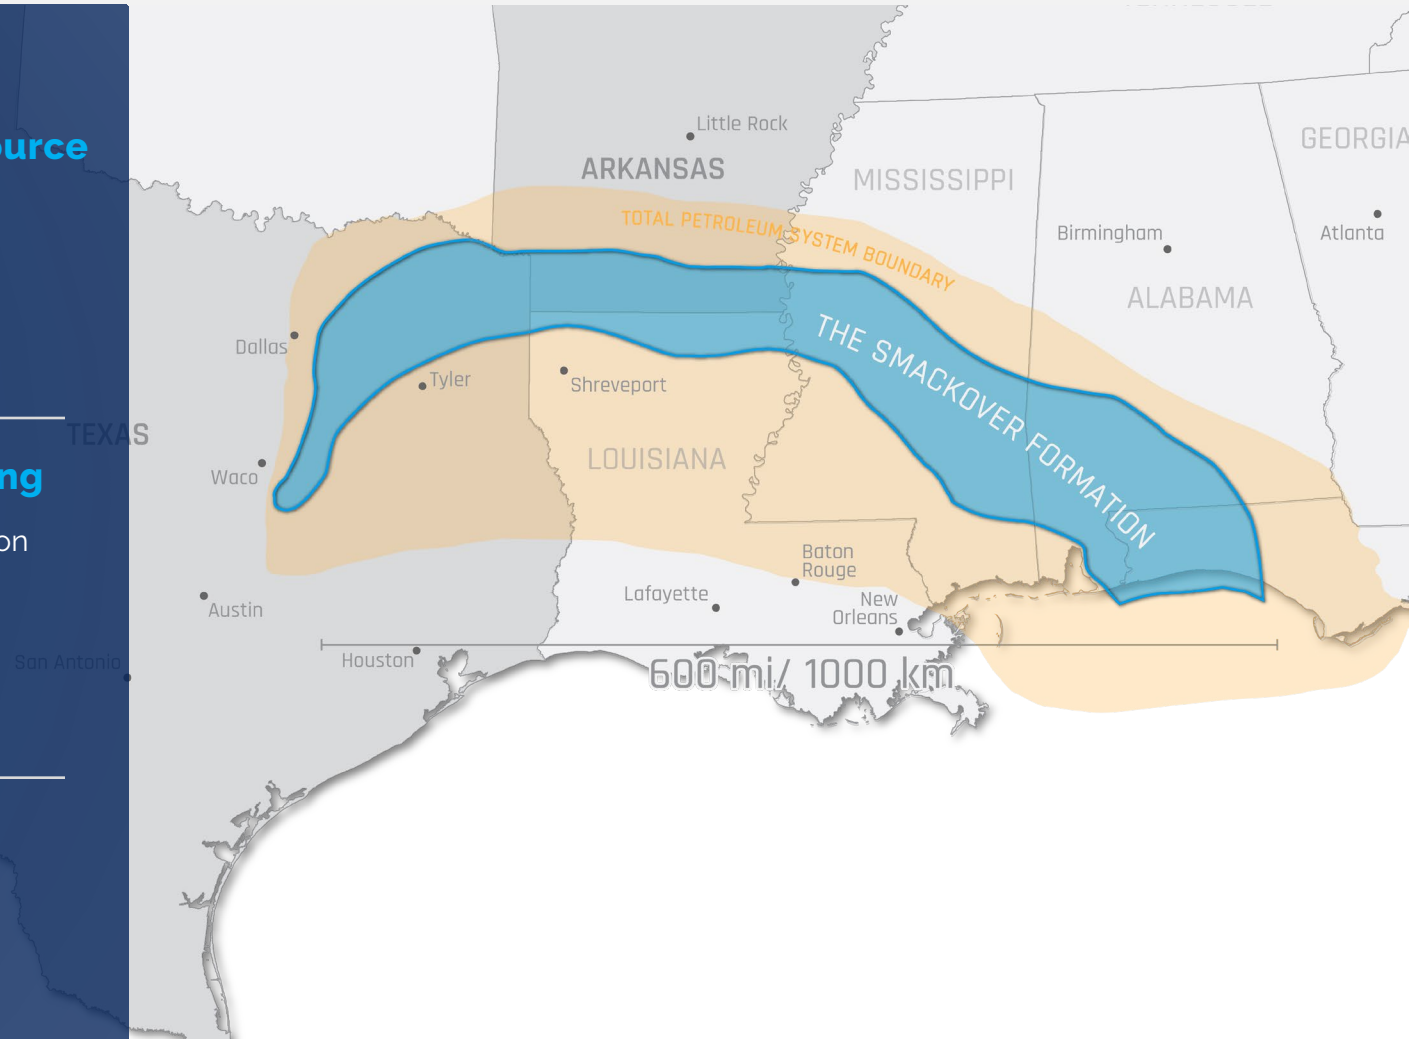 Little Rock
ARKANSAS
GEORGIA
MISSISSIPPI
TOTAL PETROLEUM SYSTEM BOUNDARY
Birmingham
Atlanta
ALABAMA
ource
Dallas
THE SMACKOVER FORMATION
Tyler
Shreveport
TEXAS
LOUISIANA
Waco
ng
on
Baton
Rouge
Lafayette
New
Orleans
Austin
San Antonio
Houston
600 mi/ 1000 km